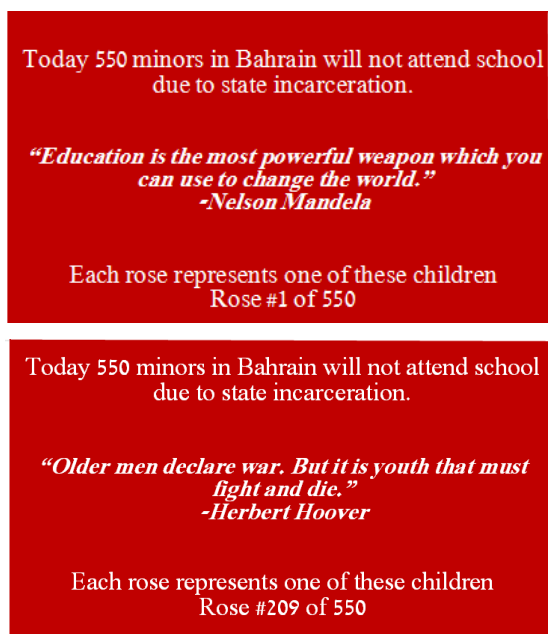 Today 550 minors in Bahrain will not attend school
due to state incarceration.
“Education is the most powerful weapon which you
can use to change the world.”
-Nelson Mandela
Each rose represents one of these children
Rose #1 of 550
Today 550 minors in Bahrain will not attend school
due to state incarceration.
“Older men declare war. But it is youth that must
fight and die.”
-Herbert Hoover
Each rose represents one of these children
Rose #209 of 550